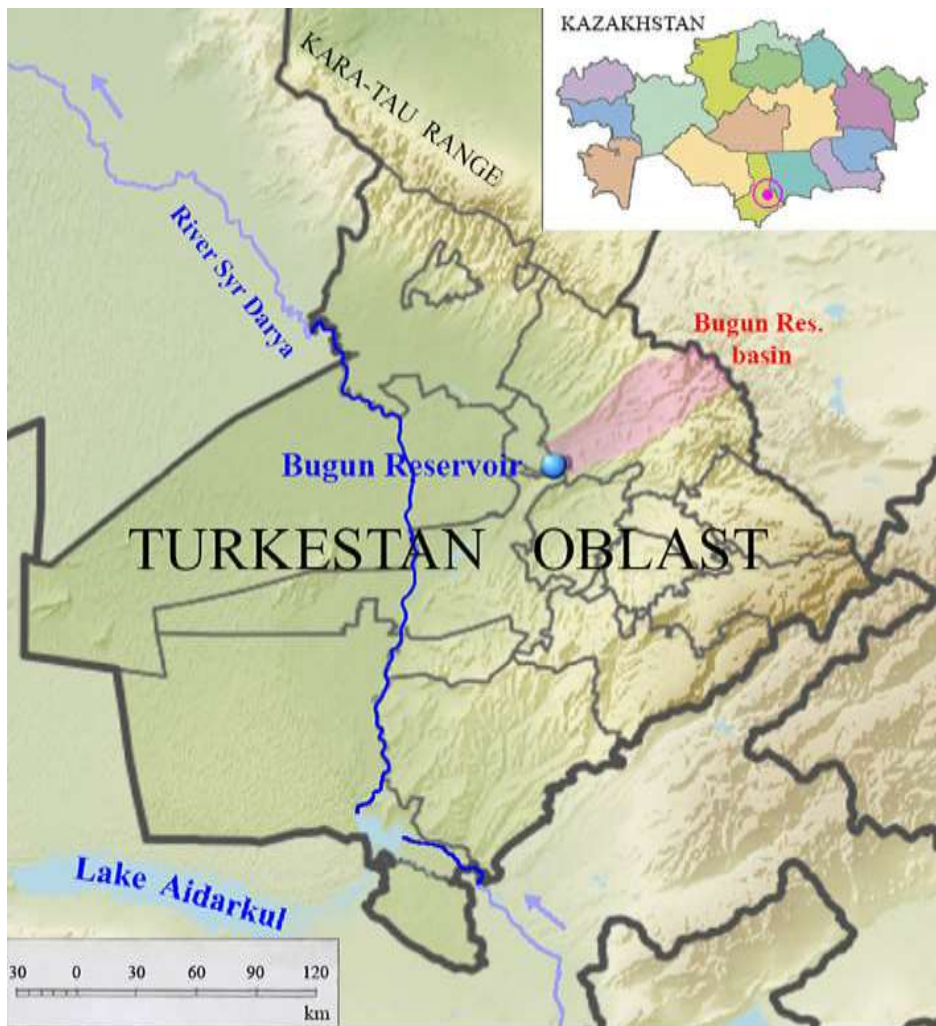 KAZAKHSTAN
KARA-TAU RANGE
River Syr Darya
Bugun Res.
basin
Bugun Reservoir
TURKESTAN OBLAST
Lake Aidarkul
30 0 30 60 90 120
km